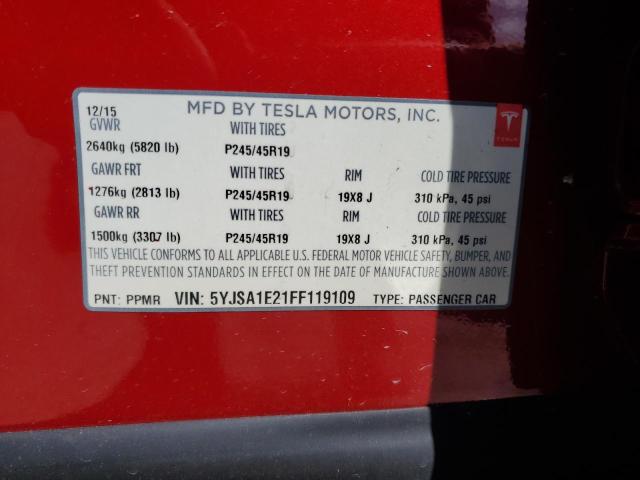 12/15 MFD BY TESLA MOTORS, INC.
GVWR WITH TIRES
2640kg (5820 lb) P245/45R19
GAWR FRT WITH TIRES RIM COLD TIRE PRESSURE
1276kg (2813 lb) P245/45R19 19X8 J 310 kPa, 45 psi
GAWR RR WITH TIRES RIM COLD TIRE PRESSURE
1500kg (3307 lb) P245/45R19 19X8 J 310 kPa, 45 psi
THIS VEHICLE CONFORMS TO ALL APPLICABLE U.S. FEDERAL MOTOR VEHICLE SAFETY, BUMPER, AND
THEFT PREVENTION STANDARDS IN EFFECT ON THE DATE OF MANUFACTURE SHOWN ABOVE.
PNT: PPMR VIN: 5YJSA1E21FF119109 TYPE: PASSENGER CAR
TESLA